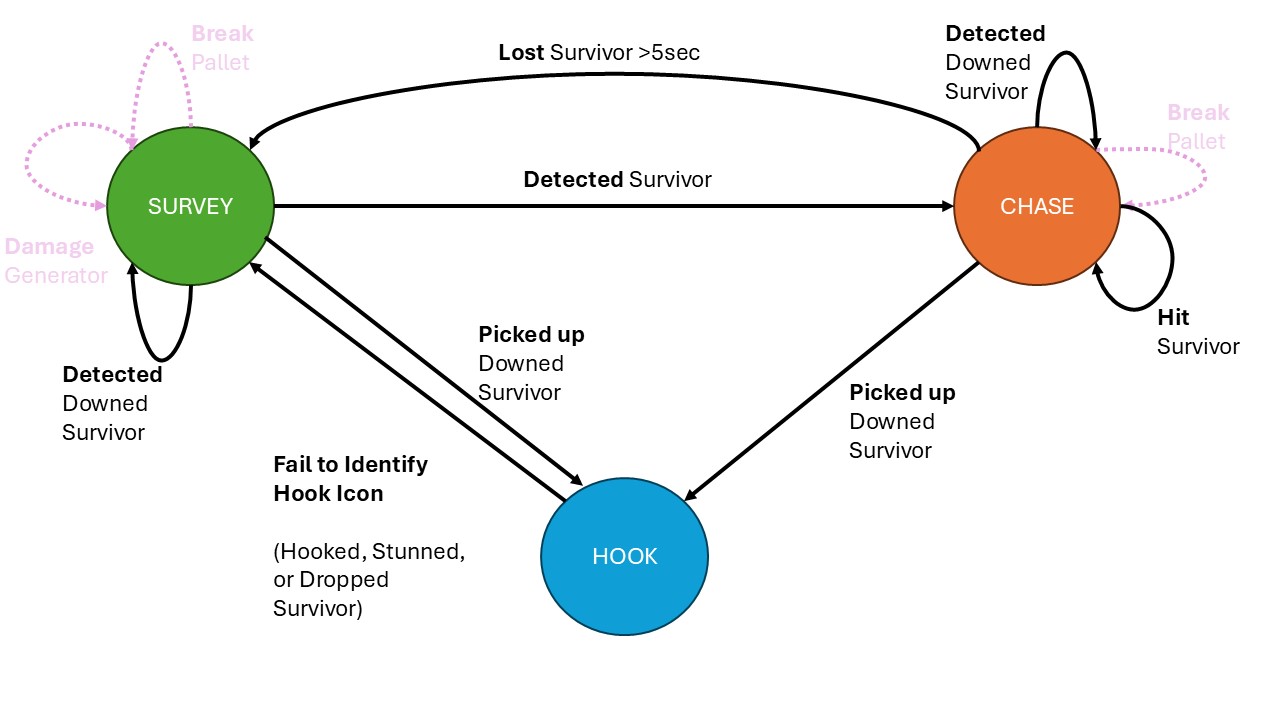 Break
Pallet
Lost Survivor >5sec
Detected
Downed
Survivor
Break
Pallet
SURVEY
Detected Survivor
CHASE
Damage
Generator
Hit
Survivor
Picked up
Downed
Survivor
Detected
Downed
Survivor
Picked up
Downed
Survivor
Fail to Identify
Hook Icon
(Hooked, Stunned,
or Dropped
Survivor)
HOOK